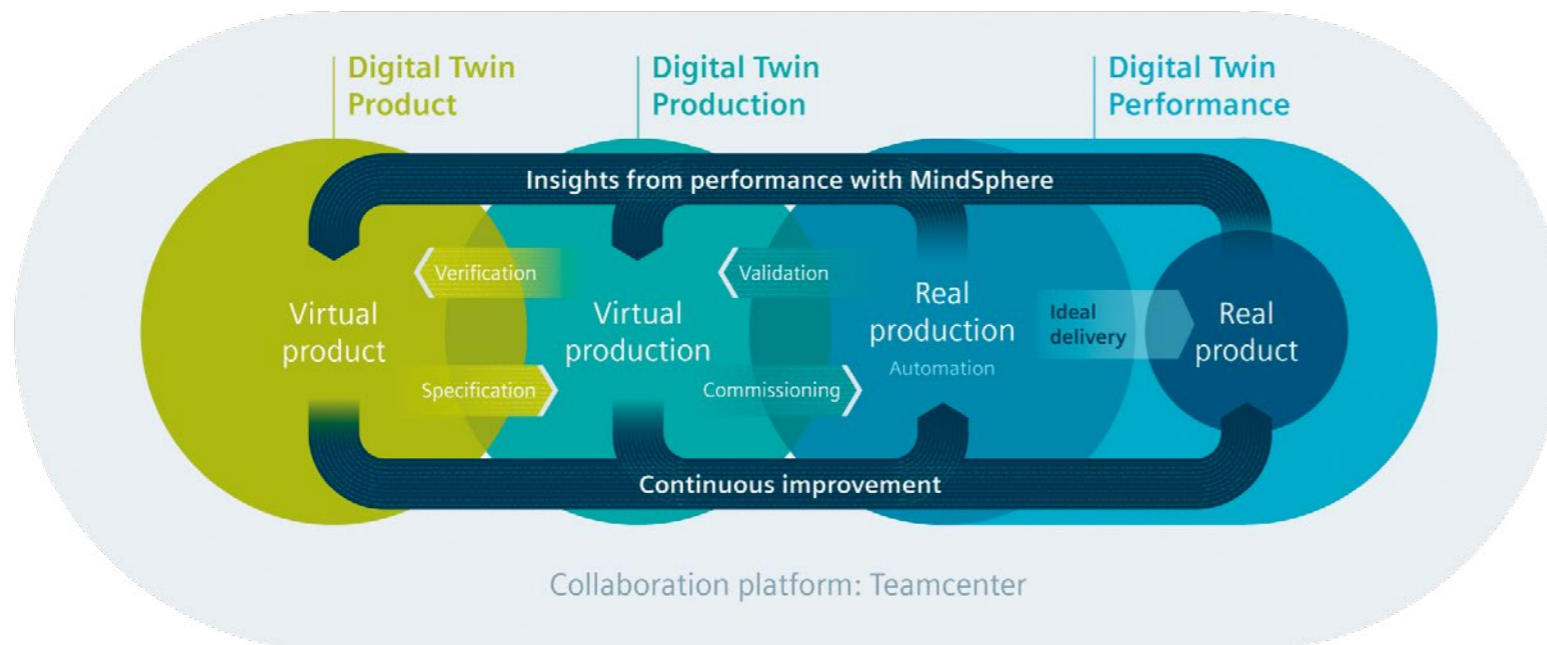 Digital Twin
Product
Digital Twin
Production
Digital Twin
Performance
Insights from performance with MindSphere
Verification
Validation
Virtual
product
Virtual
production
Real
production
Automation
Ideal
delivery
Real
product
Specification
Commissioning
Continuous improvement
Collaboration platform: Teamcenter